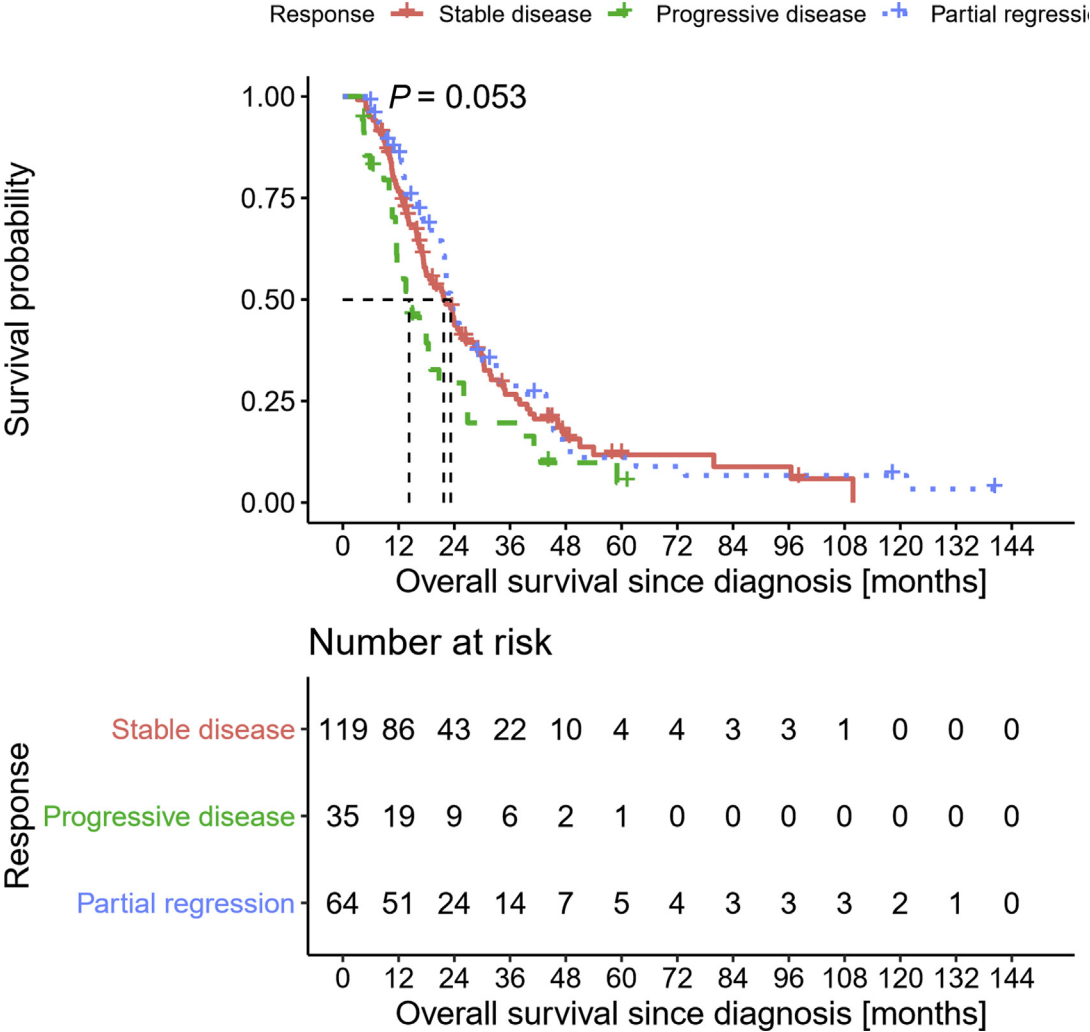 Response Stable disease Progressive disease Partial regressi
P = 0.053
Survival probability
1.00
0.75
0.50
0.25
0.00
0 12 24 36 48 60 72 84 96 108 120 132 144
Overall survival since diagnosis [months]
Number at risk
Response
Stable disease 119 86 43 22 10 4 4 3 3 1 0 0 0
Progressive disease 35 19 9 6 2 1 0 0 0 0 0 0 0
Partial regression 64 51 24 14 7 5 4 3 3 3 2 1 0
0 12 24 36 48 60 72 84 96 108 120 132 144
Overall survival since diagnosis [months]